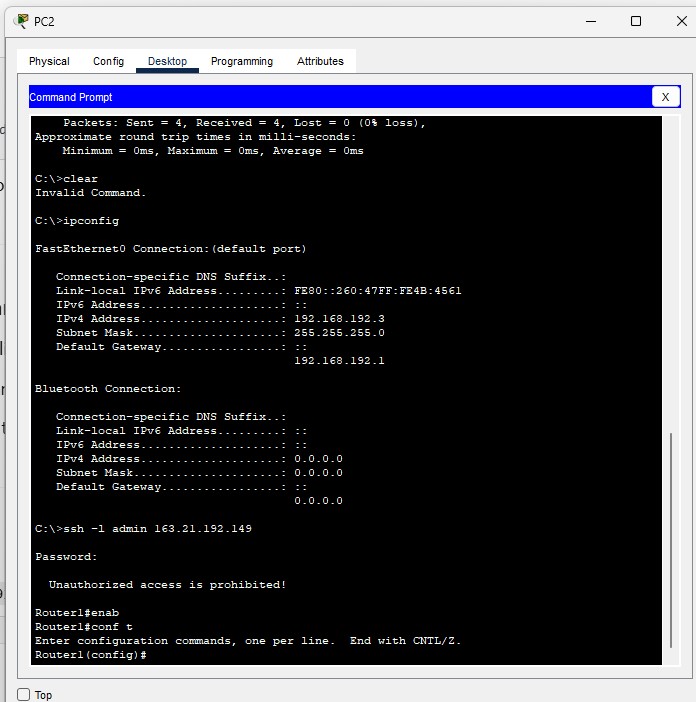 PC2
Physical Config Desktop Programming Attributes
Command Prompt X
Packets: Sent = 4, Received = 4, Lost = 0 (0% loss),
Approximate round trip times in milli-seconds:
Minimum = 0ms, Maximum = 0ms, Average = 0ms
C:\>clear
Invalid Command.
C:\>ipconfig
FastEthernet0 Connection:(default port)
Connection-specific DNS Suffix..:
Link-local IPv6 Address.........: FE80::260:47FF:FE4B:4561
IPv6 Address....................: ::
IPv4 Address....................: 192.168.192.3
Subnet Mask.....................: 255.255.255.0
Default Gateway.................: ::
192.168.192.1
Bluetooth Connection:
Connection-specific DNS Suffix..:
Link-local IPv6 Address.........: ::
IPv6 Address....................: ::
IPv4 Address....................: 0.0.0.0
Subnet Mask.....................: 0.0.0.0
Default Gateway.................: ::
0.0.0.0
C:\>ssh -l admin 163.21.192.149
Password:
Unauthorized access is prohibited!
Router1#enab
Router1#conf t
Enter configuration commands, one per line.  End with CNTL/Z.
Router1(config)#
Top